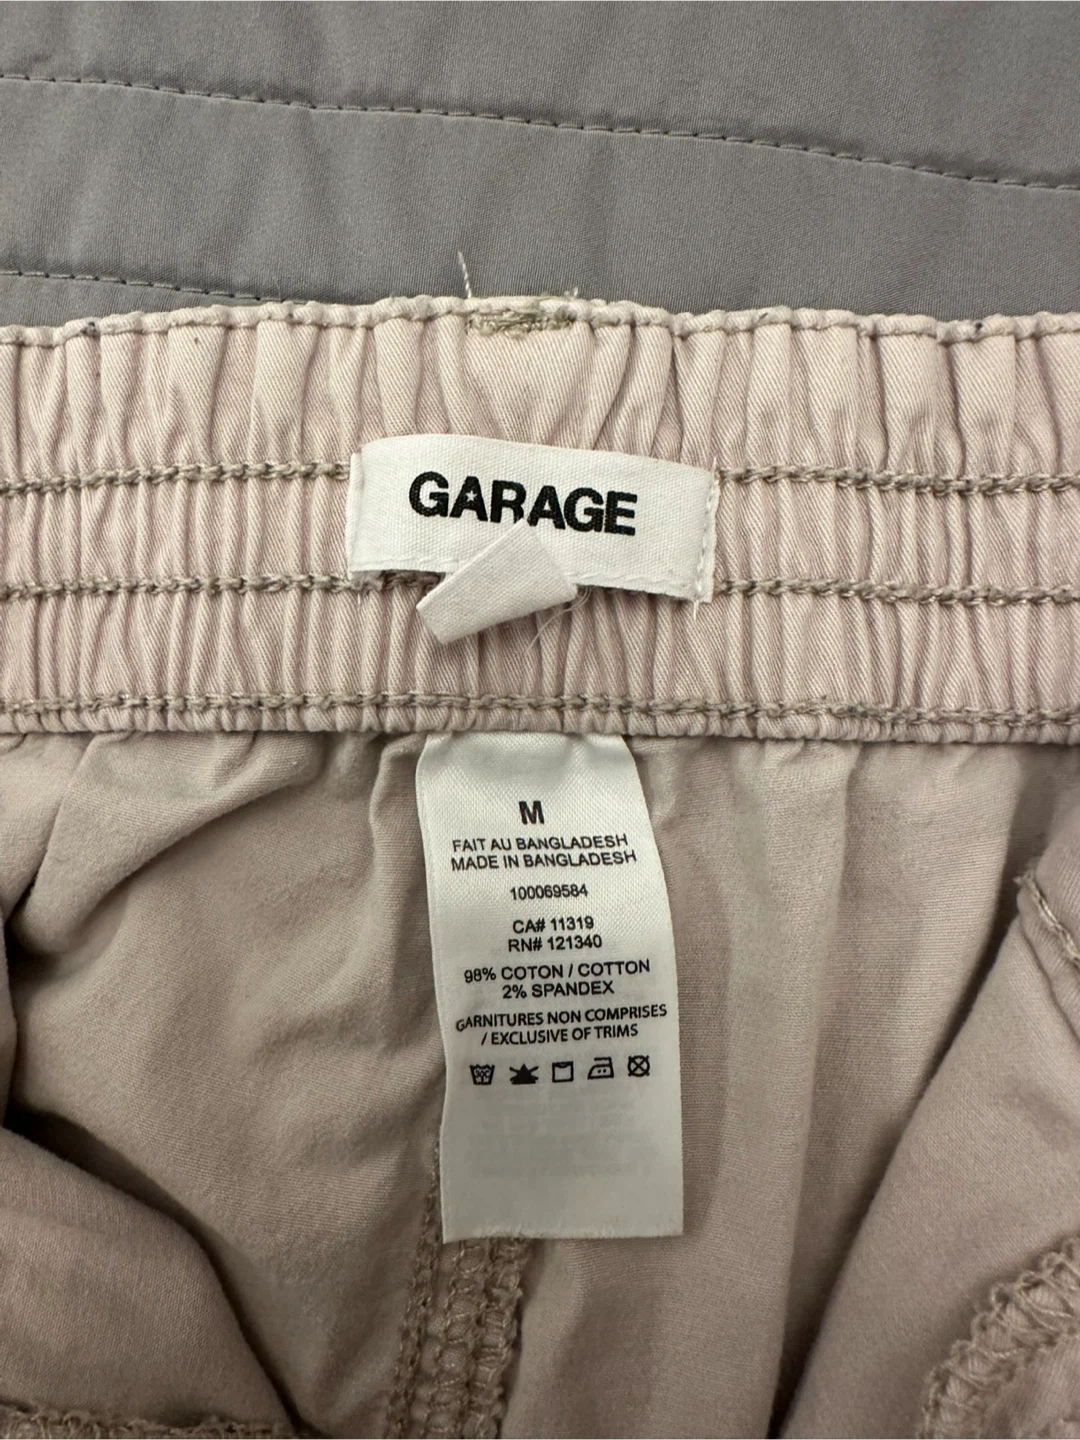 GARAGE
M
FAIT AU BANGLADESH
MADE IN BANGLADESH
100069584
CA# 11319
RN# 121340
98% COTON / COTTON
2% SPANDEX
GARNITURES NON COMPRISES
/ EXCLUSIVE OF TRIMS